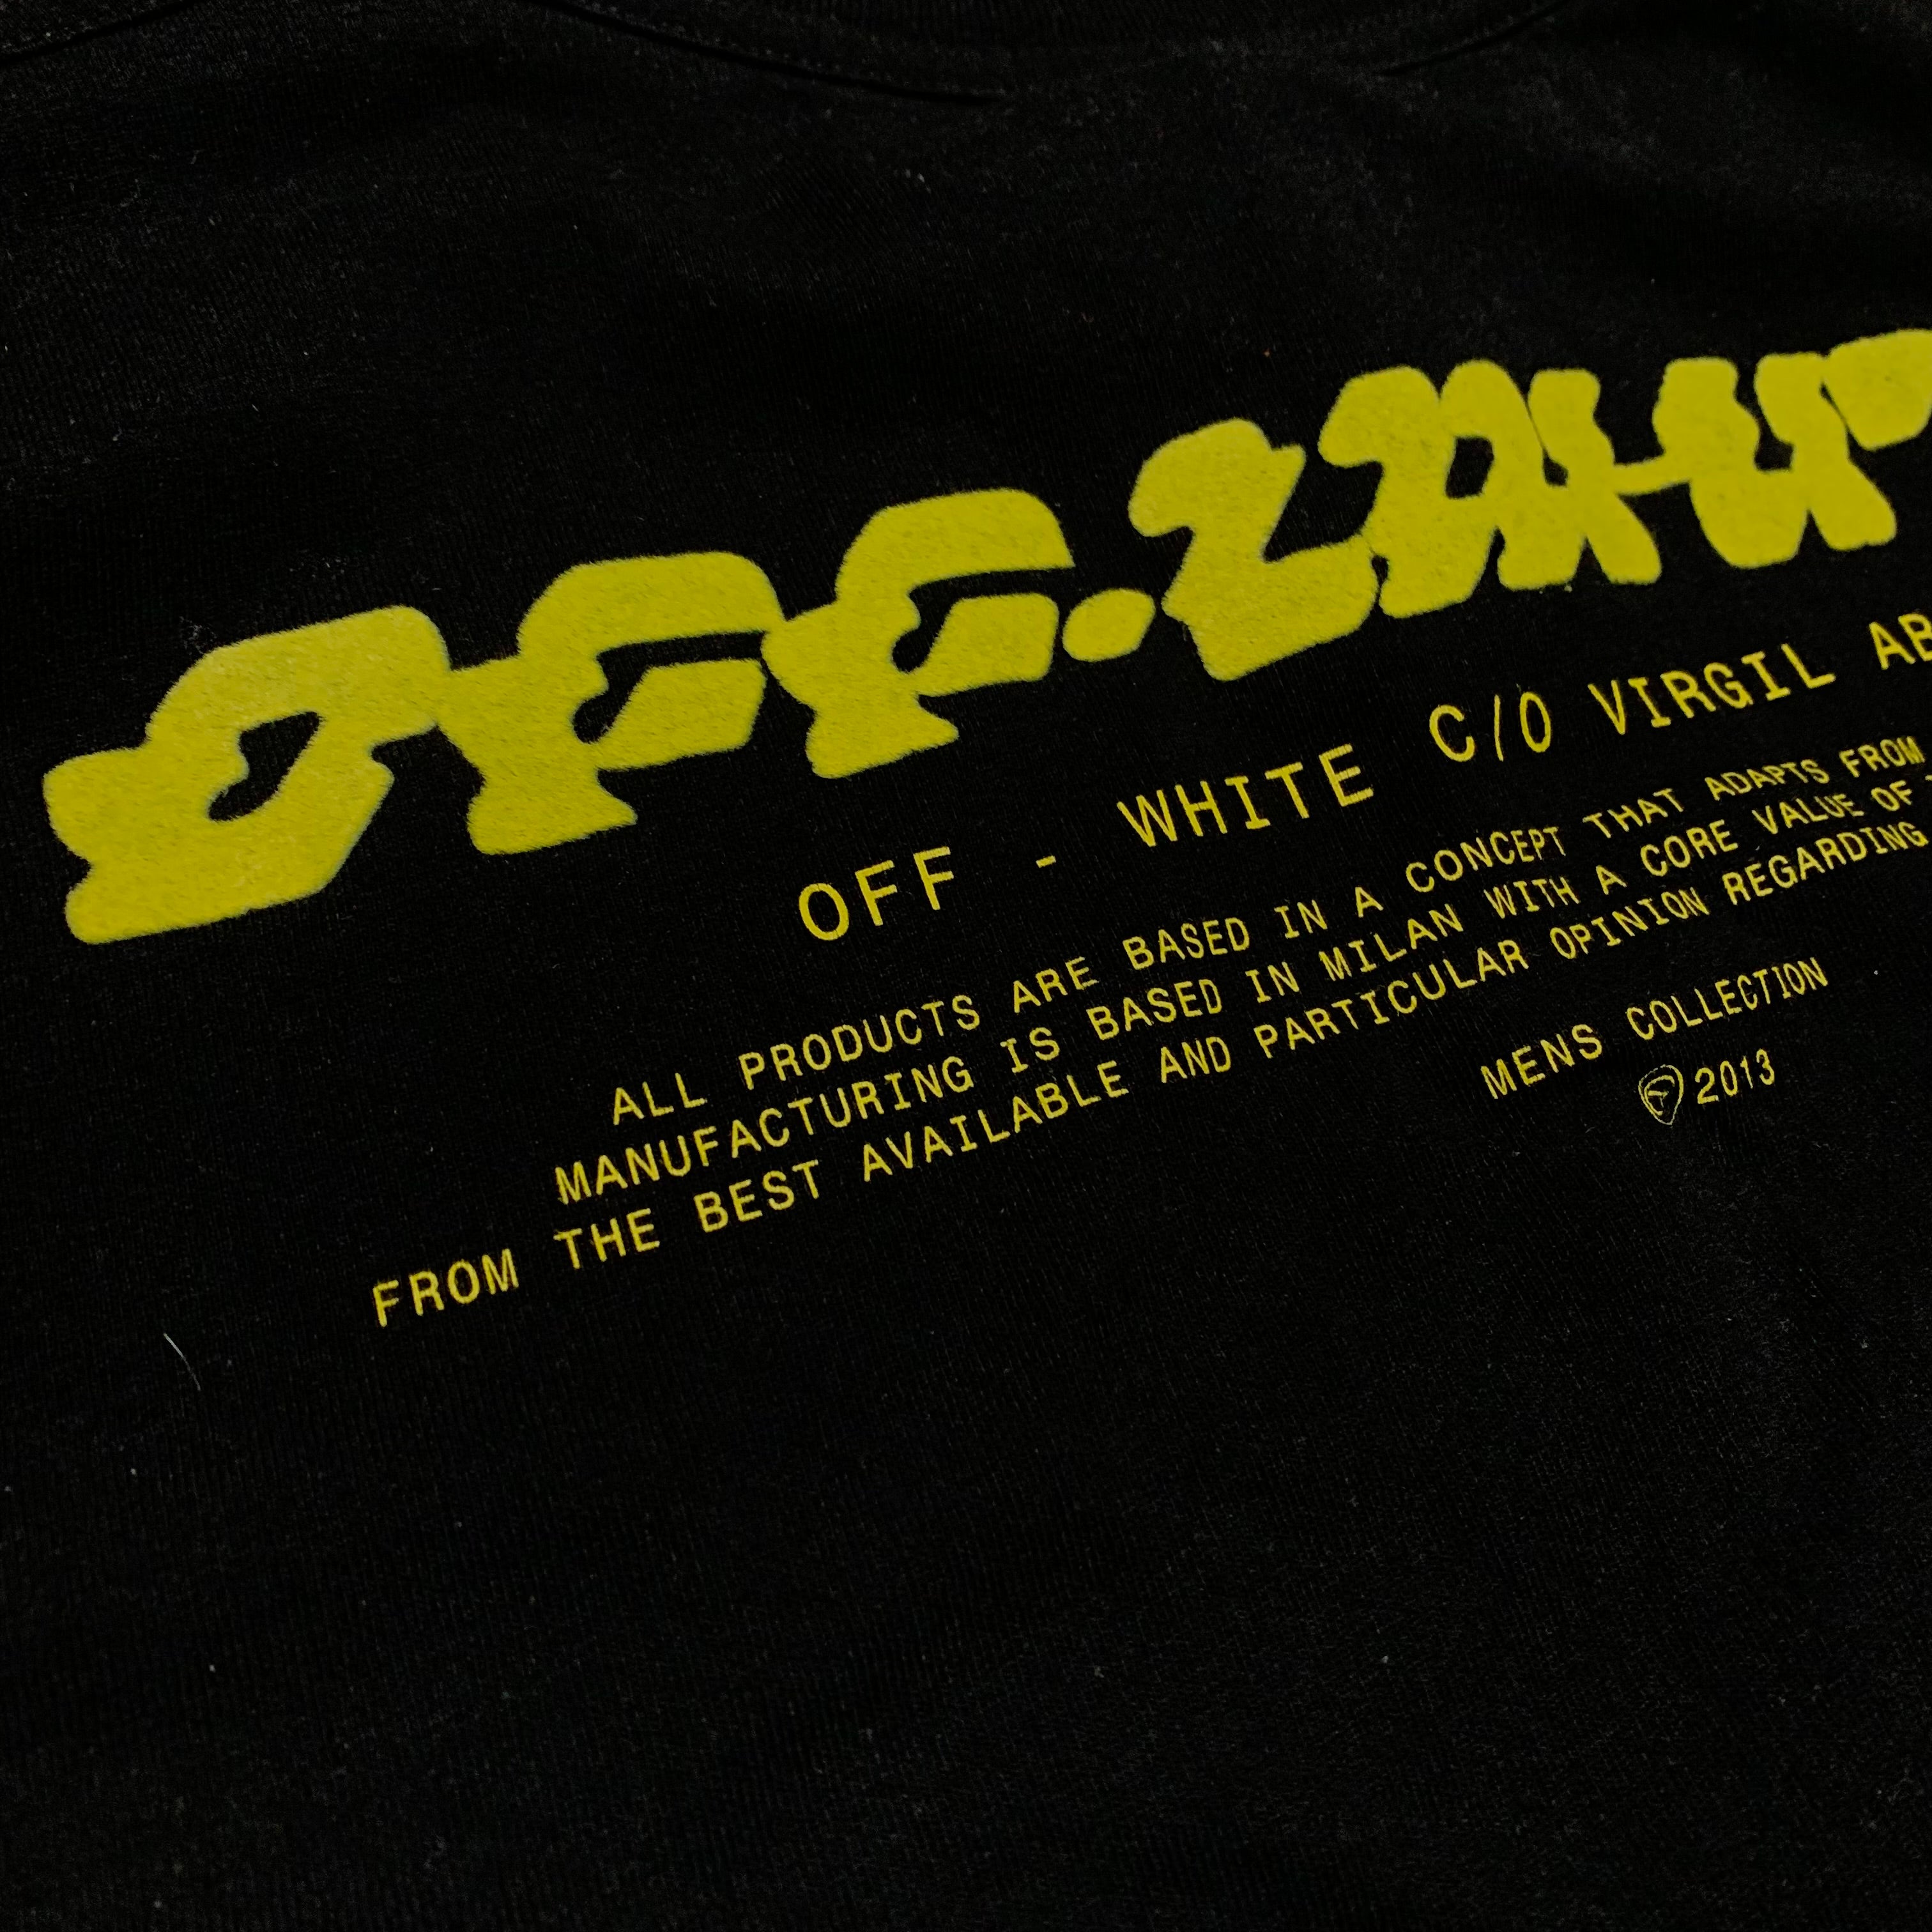 OFF - WHITE C/O VIRGIL AB
ALL PRODUCTS ARE BASED IN A CONCEPT THAT ADAPTS FROM
MANUFACTURING IS BASED IN MILAN WITH A CORE VALUE OF
FROM THE BEST AVAILABLE AND PARTICULAR OPINION REGARDING
MENS COLLECTION
2013